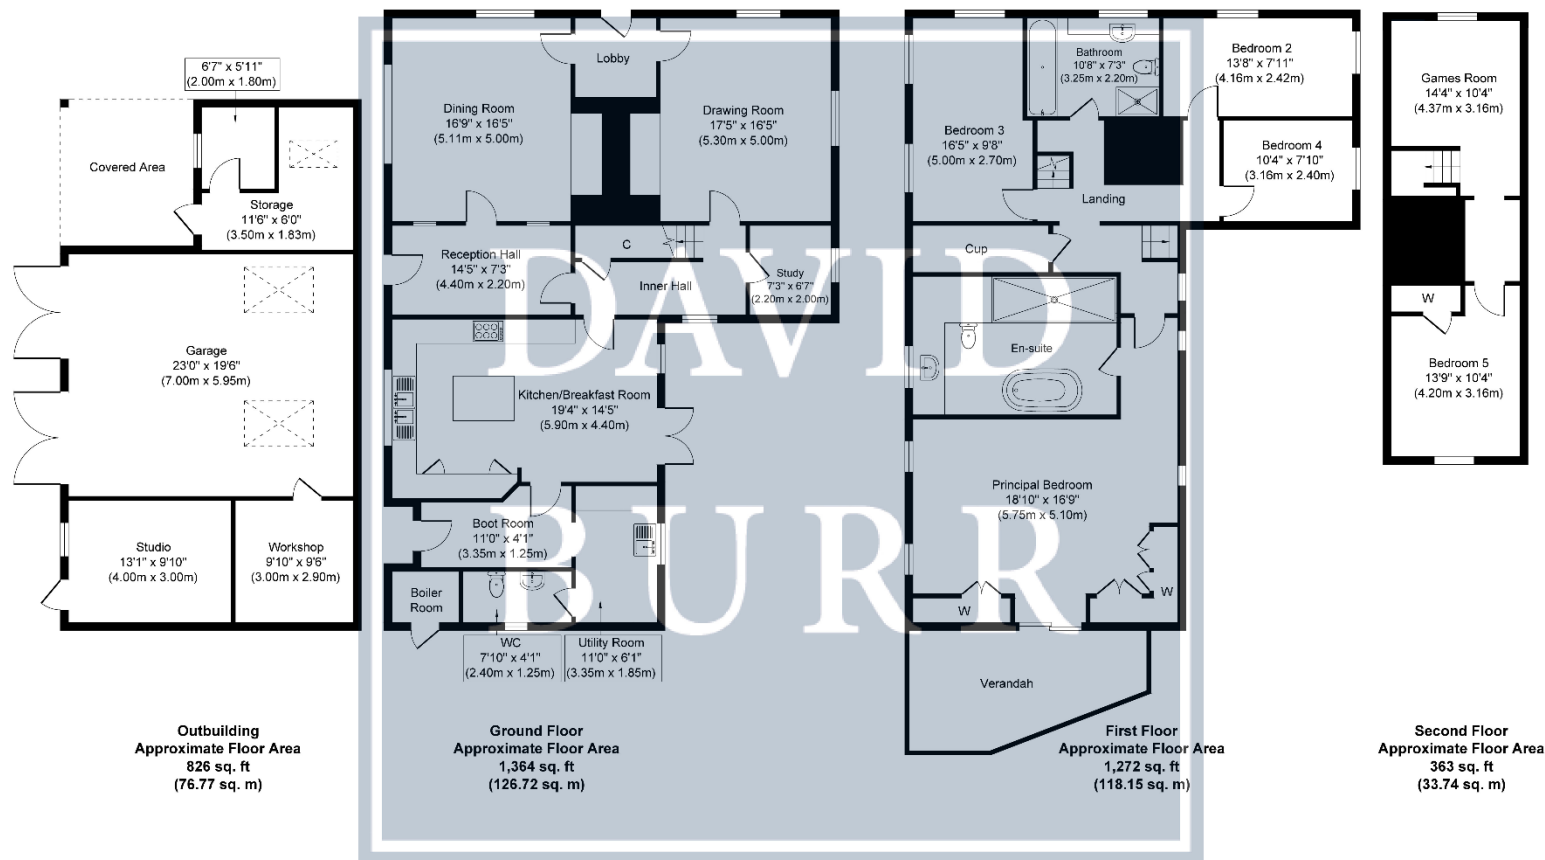 6'7" x 5'11"
(2.00m x 1.80m)
Covered Area
Storage
11'6" x 6'0"
(3.50m x 1.83m)
Garage
23'0" x 19'6"
(7.00m x 5.95m)
Studio
13'1" x 9'10"
(4.00m x 3.00m)
Workshop
9'10" x 9'6"
(3.00m x 2.90m)
Outbuilding
Approximate Floor Area
826 sq. ft
(76.77 sq. m)
Lobby
Dining Room
16'9" x 16'5"
(5.11m x 5.00m)
Drawing Room
17'5" x 16'5"
(5.30m x 5.00m)
Reception Hall
14'5" x 7'3"
(4.40m x 2.20m)
C
Inner Hall
Study
7'3" x 6'7"
(2.20m x 2.00m)
Kitchen/Breakfast Room
19'4" x 14'5"
(5.90m x 4.40m)
Boot Room
11'0" x 4'1"
(3.35m x 1.25m)
Boiler
Room
WC
7'10" x 4'1"
(2.40m x 1.25m)
Utility Room
11'0" x 6'1"
(3.35m x 1.85m)
Ground Floor
Approximate Floor Area
1,364 sq. ft
(126.72 sq. m)
DAVID
BURR
Bathroom
10'8" x 7'3"
(3.25m x 2.20m)
Bedroom 2
13'8" x 7'11"
(4.16m x 2.42m)
Bedroom 3
16'5" x 9'8"
(5.00m x 2.70m)
Bedroom 4
10'4" x 7'10"
(3.16m x 2.40m)
Landing
Cup
En-suite
Principal Bedroom
18'10" x 16'9"
(5.75m x 5.10m)
W
W
Verandah
First Floor
Approximate Floor Area
1,272 sq. ft
(118.15 sq. m)
Games Room
14'4" x 10'4"
(4.37m x 3.16m)
W
Bedroom 5
13'9" x 10'4"
(4.20m x 3.16m)
Second Floor
Approximate Floor Area
363 sq. ft
(33.74 sq. m)